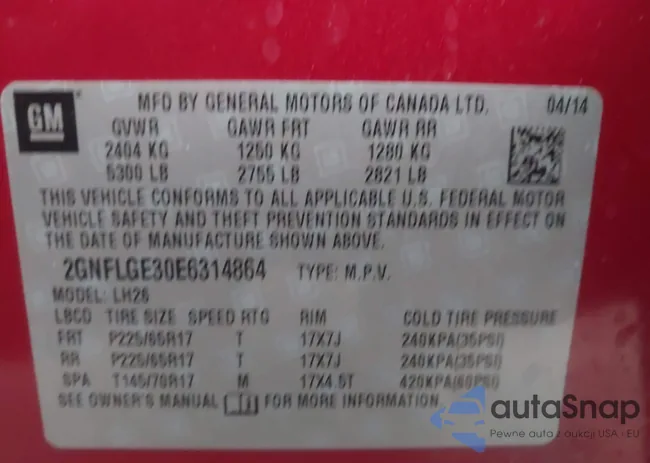 GM
MFD BY GENERAL MOTORS OF CANADA LTD. 04/14
GVWR GAWR FRT GAWR RR
2404 KG 1250 KG 1280 KG
5300 LB 2755 LB 2821 LB
THIS VEHICLE CONFORMS TO ALL APPLICABLE U.S. FEDERAL MOTOR
VEHICLE SAFETY AND THEFT PREVENTION STANDARDS IN EFFECT ON
THE DATE OF MANUFACTURE SHOWN ABOVE.
2GNFLGE30E6314864 TYPE: M.P.V.
MODEL: LH26
LBCD TIRE SIZE SPEED RTG RIM COLD TIRE PRESSURE
FRT P225/65R17 T 17X7J 240KPA(35PSI)
RR P225/65R17 T 17X7J 240KPA(35PSI)
SPA T145/70R17 M 17X4.5T 420KPA(60PSI)
SEE OWNER'S MANUAL FOR MORE INFORMATION
autaSnap
Pewne auta z aukcji USA - EU